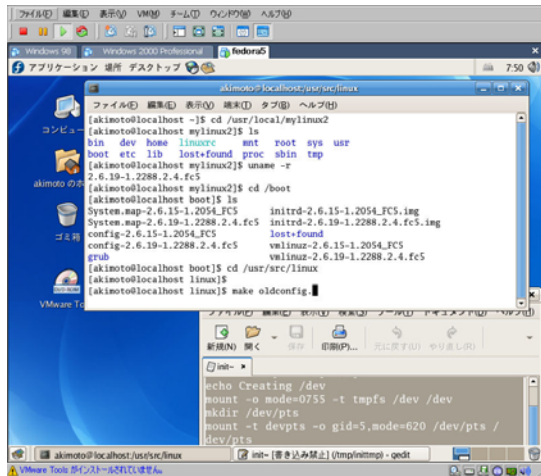 ファイル(F) 編集(E) 表示(V) VM(M) チーム(T) ウィンドウ(W) ヘルプ(H)
Windows 98 Windows 2000 Professional fedora5
アプリケーション 場所 デスクトップ 7.50
akimoto@localhost:/usr/src/linux
ファイル(F) 編集(E) 表示(V) 端末(T) タブ(B) ヘルプ(H)
[akimoto@localhost ~]$ cd /usr/local/mylinux2
[akimoto@localhost mylinux2]$ ls
bin dev home linuxrc mnt root sys usr
boot etc lib lost+found proc sbin tmp
[akimoto@localhost mylinux2]$ uname -r
2.6.19-1.2288.2.4.fc5
[akimoto@localhost mylinux2]$ cd /boot
[akimoto@localhost boot]$ ls
System.map-2.6.15-1.2054_FC5 initrd-2.6.15-1.2054_FC5.img
System.map-2.6.19-1.2288.2.4.fc5 initrd-2.6.19-1.2288.2.4.fc5.img
config-2.6.15-1.2054_FC5 lost+found
config-2.6.19-1.2288.2.4.fc5 vmlinuz-2.6.15-1.2054_FC5
grub vmlinuz-2.6.19-1.2288.2.4.fc5
[akimoto@localhost boot]$ cd /usr/src/linux
[akimoto@localhost linux]$
[akimoto@localhost linux]$ make oldconfig.
コンピュー
akimoto のホ
ゴミ箱
VMware To
新規(N) 開く 保存 印刷(P)... 元に戻す(U) やり直し(R)
init~
echo Creating /dev
mount -o mode=0755 -t tmpfs /dev /dev
mkdir /dev/pts
mount -t devpts -o gid=5,mode=620 /dev/pts /
dev/pts
akimoto@localhost:/usr/src/linux init~ [書き込み禁止] (/tmp/inittmp) - gedit
VMware Tools がインストールされていません。